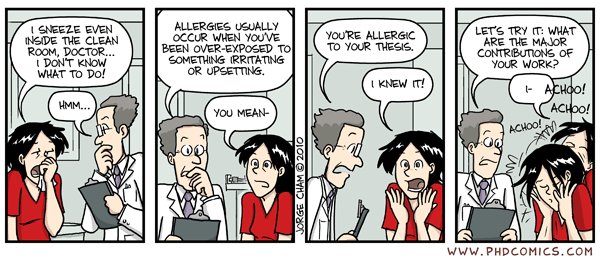 I SNEEZE EVEN
INSIDE THE CLEAN
ROOM, DOCTOR...
I DON'T KNOW
WHAT TO DO!
HMM...
ALLERGIES USUALLY
OCCUR WHEN YOU'VE
BEEN OVER-EXPOSED TO
SOMETHING IRRITATING
OR UPSETTING.
YOU MEAN-
JORGE CHAM © 2010
YOU'RE ALLERGIC
TO YOUR THESIS.
I KNEW IT!
LET'S TRY IT: WHAT
ARE THE MAJOR
CONTRIBUTIONS OF
YOUR WORK?
I-
ACHOO!
ACHOO!
ACHOO!
WWW.PHDCOMICS.COM